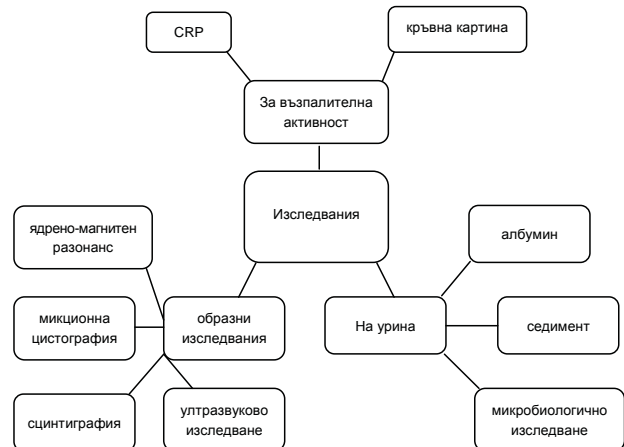 CRP
кръвна картина
За възпалителна
активност
Изследвания
ядрено-магнитен
разонанс
албумин
микционна
цистография
образни
изследвания
На урина
седимент
сцинтиграфия
ултразвуково
изследване
микробиологично
изследване